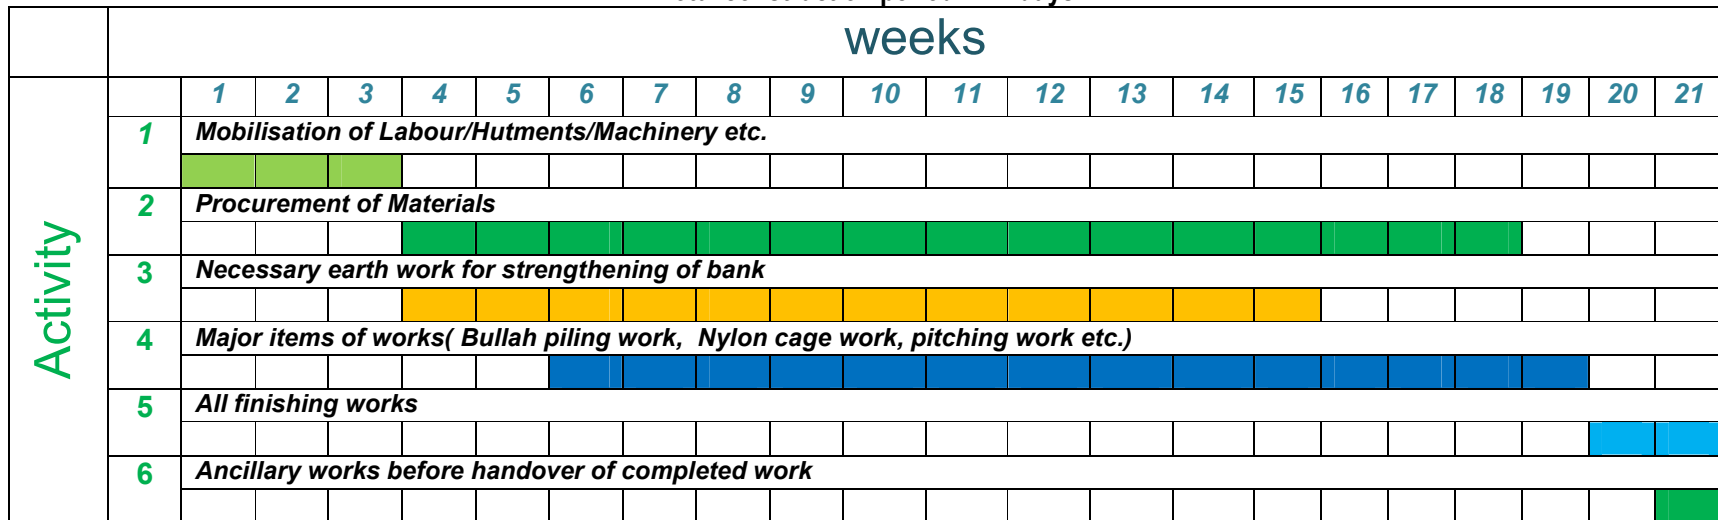 weeks
1 2 3 4 5 6 7 8 9 10 11 12 13 14 15 16 17 18 19 20 21
Activity
1 Mobilisation of Labour/Hutments/Machinery etc.
2 Procurement of Materials
3 Necessary earth work for strengthening of bank
4 Major items of works( Bullah piling work, Nylon cage work, pitching work etc.)
5 All finishing works
6 Ancillary works before handover of completed work